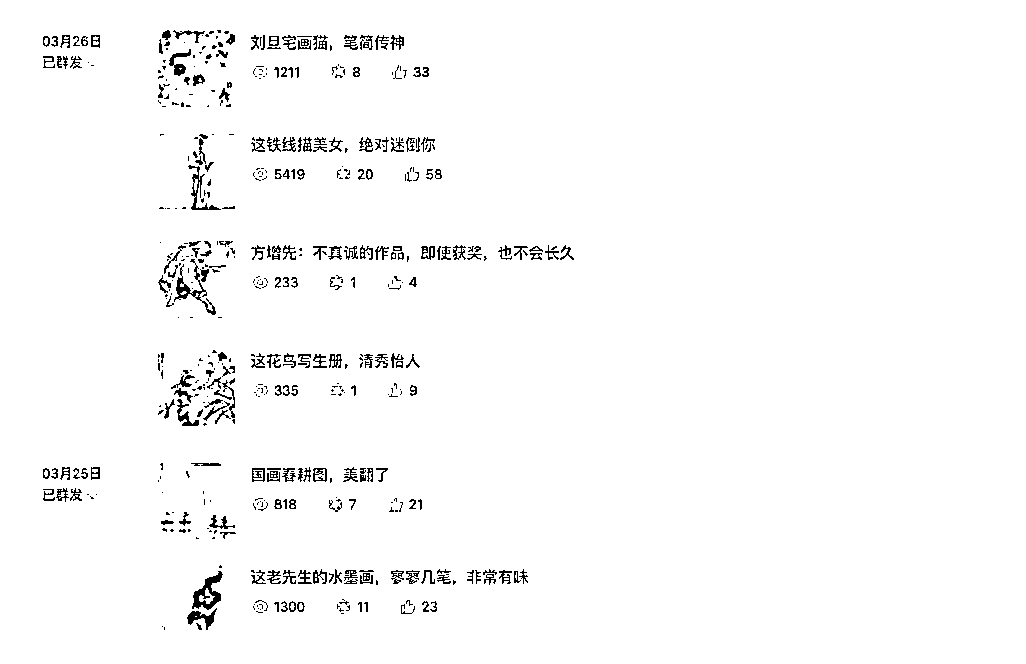 03月26日
已群发
刘旦宅画猫，笔简传神
1211 8 33
这铁线描美女，绝对迷倒你
5419 20 58
方增先：不真诚的作品，即使获奖，也不会长久
233 1 4
这花鸟写生册，清秀怡人
335 1 9
03月25日
已群发
国画春耕图，美翻了
818 7 21
这老先生的水墨画，寥寥几笔，非常有味
1300 11 23